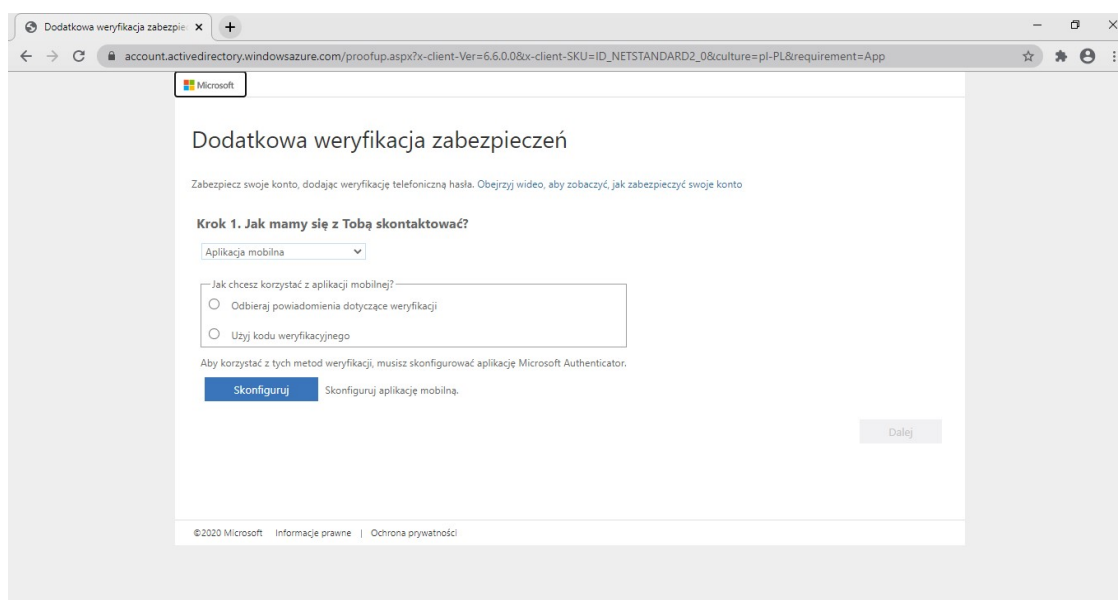 Dodatkowa weryfikacja zabezpie
account.activedirectory.windowsazure.com/proofup.aspx?x-client-Ver=6.6.0.0&x-client-SKU=ID_NETSTANDARD2_0&culture=pl-PL&requirement=App
Microsoft
Dodatkowa weryfikacja zabezpieczeń
Zabezpiecz swoje konto, dodając weryfikację telefoniczną hasła. Obejrzyj wideo, aby zobaczyć, jak zabezpieczyć swoje konto
Krok 1. Jak mamy się z Tobą skontaktować?
Aplikacja mobilna
Jak chcesz korzystać z aplikacji mobilnej?
Odbieraj powiadomienia dotyczące weryfikacji
Użyj kodu weryfikacyjnego
Aby korzystać z tych metod weryfikacji, musisz skonfigurować aplikację Microsoft Authenticator.
Skonfiguruj Skonfiguruj aplikację mobilną.
Dalej
©2020 Microsoft Informacje prawne | Ochrona prywatności